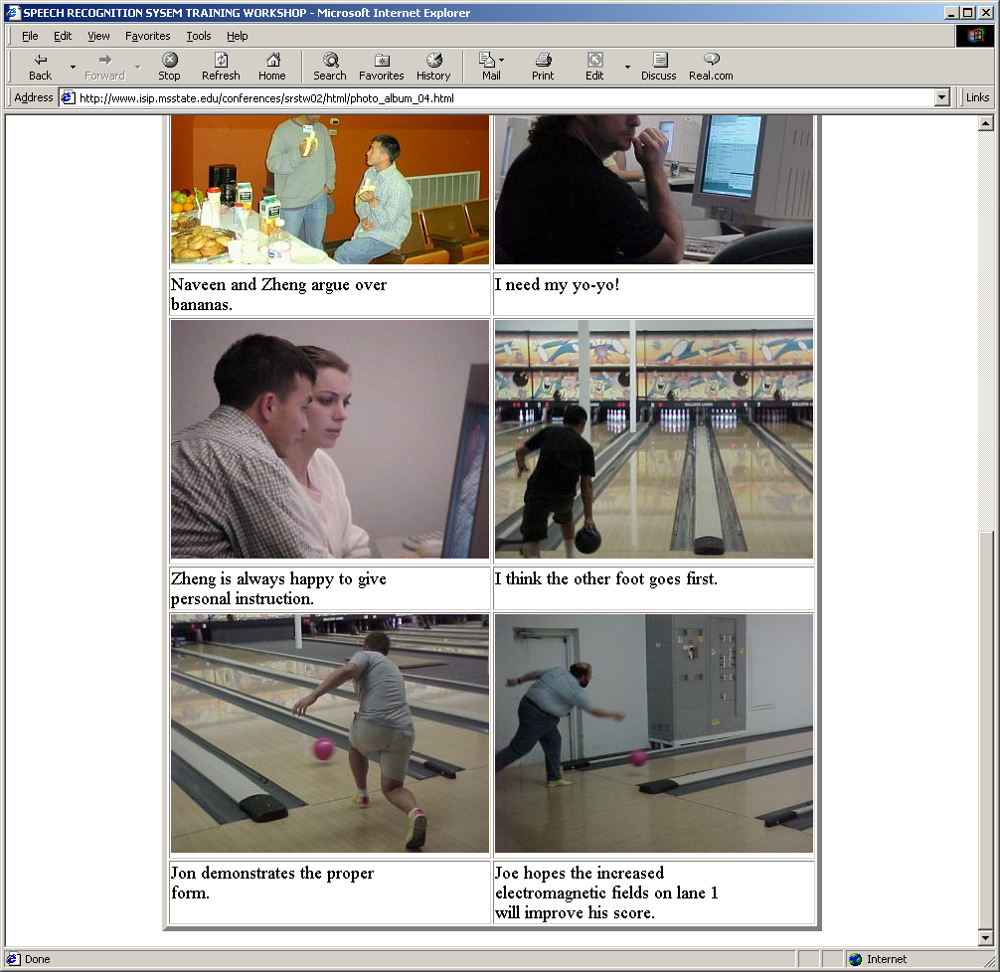 SPEECH RECOGNITION SYSEM TRAINING WORKSHOP - Microsoft Internet Explorer
File Edit View Favorites Tools Help
Back Forward Stop Refresh Home Search Favorites History Mail Print Edit Discuss Real.com
Address http://www.isip.msstate.edu/conferences/srstw02/html/photo_album_04.html Links
Naveen and Zheng argue over
bananas.
I need my yo-yo!
Zheng is always happy to give
personal instruction.
I think the other foot goes first.
Jon demonstrates the proper
form.
Joe hopes the increased
electromagnetic fields on lane 1
will improve his score.
Done Internet